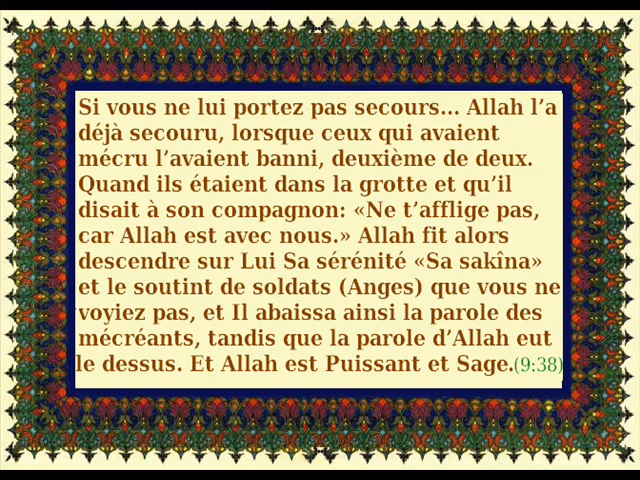 Si vous ne lui portez pas secours... Allah l’a
déjà secouru, lorsque ceux qui avaient
mécru l’avaient banni, deuxième de deux.
Quand ils étaient dans la grotte et qu’il
disait à son compagnon: «Ne t’afflige pas,
car Allah est avec nous.» Allah fit alors
descendre sur Lui Sa sérénité «Sa sakîna»
et le soutint de soldats (Anges) que vous ne
voyiez pas, et Il abaissa ainsi la parole des
mécréants, tandis que la parole d’Allah eut
le dessus. Et Allah est Puissant et Sage.(9:38)